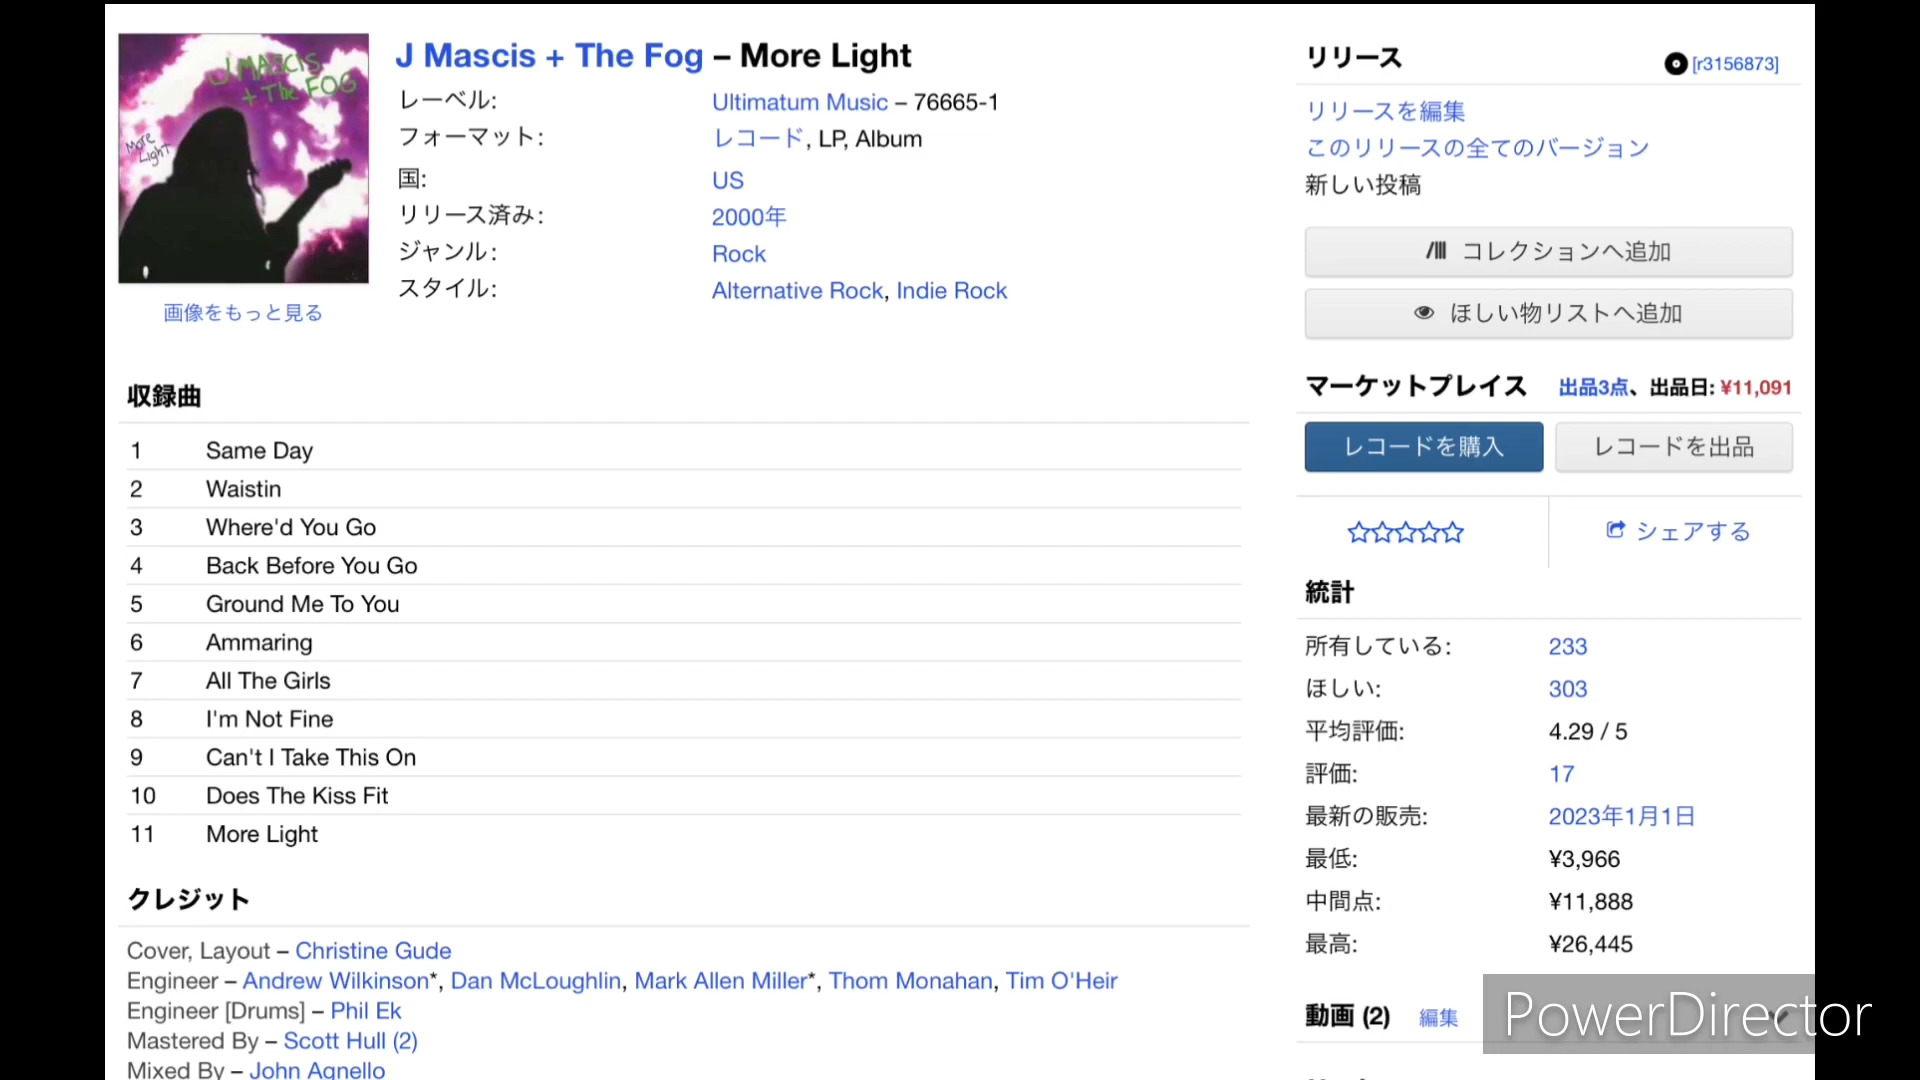 J MASCIS
+ The FOG
More
Light
J Mascis + The Fog – More Light
レーベル: Ultimatum Music – 76665-1
フォーマット: レコード, LP, Album
国: US
リリース済み: 2000年
ジャンル: Rock
スタイル: Alternative Rock, Indie Rock
画像をもっと見る
収録曲
1 Same Day
2 Waistin
3 Where'd You Go
4 Back Before You Go
5 Ground Me To You
6 Ammaring
7 All The Girls
8 I'm Not Fine
9 Can't I Take This On
10 Does The Kiss Fit
11 More Light
クレジット
Cover, Layout – Christine Gude
Engineer – Andrew Wilkinson*, Dan McLoughlin, Mark Allen Miller*, Thom Monahan, Tim O'Heir
Engineer [Drums] – Phil Ek
Mastered By – Scott Hull (2)
Mixed By – John Agnello
リリース [r3156873]
リリースを編集
このリリースの全てのバージョン
新しい投稿
コレクションへ追加
ほしい物リストへ追加
マーケットプレイス 出品3点、出品日: ¥11,091
レコードを購入 レコードを出品
シェアする
統計
所有している: 233
ほしい: 303
平均評価: 4.29 / 5
評価: 17
最新の販売: 2023年1月1日
最低: ¥3,966
中間点: ¥11,888
最高: ¥26,445
動画 (2) 編集
PowerDirector